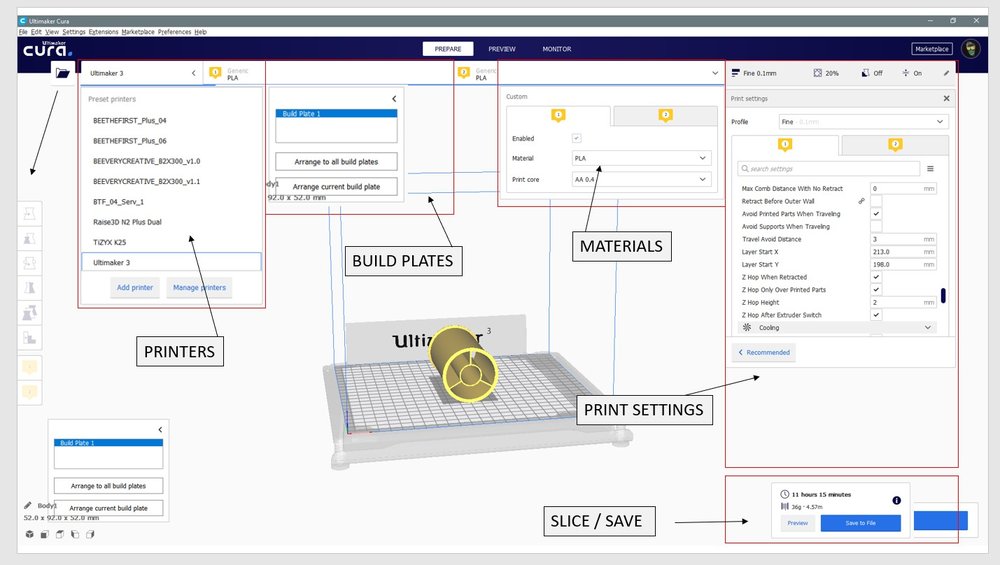 Ultimaker Cura
File Edit View Settings Extensions Marketplace Preferences Help
Ultimaker
cura.
PREPARE PREVIEW MONITOR
Marketplace
Ultimaker 3
1 Generic
PLA
2 Generic
PLA
Fine 0.1mm
20%
Off
On
Preset printers
BEETHEFIRST_Plus_04
BEETHEFIRST_Plus_06
BEEVERYCREATIVE_B2X300_v1.0
BEEVERYCREATIVE_B2X300_v1.1
BTF_04_Serv_1
Raise3D N2 Plus Dual
TiZYX K25
Ultimaker 3
Add printer
Manage printers
PRINTERS
Build Plate 1
Arrange to all build plates
Arrange current build plate
Body1
92.0 x 52.0 mm
BUILD PLATES
Custom
1
2
Enabled
Material PLA
Print core AA 0.4
MATERIALS
Print settings
Profile Fine - 0.1mm
1
2
search settings
Max Comb Distance With No Retract 0 mm
Retract Before Outer Wall
Avoid Printed Parts When Traveling
Avoid Supports When Traveling
Travel Avoid Distance 3 mm
Layer Start X 213.0 mm
Layer Start Y 198.0 mm
Z Hop When Retracted
Z Hop Only Over Printed Parts
Z Hop Height 2 mm
Z Hop After Extruder Switch
Cooling
Recommended
PRINT SETTINGS
3
Build Plate 1
Arrange to all build plates
Arrange current build plate
Body1
52.0 x 92.0 x 52.0 mm
SLICE / SAVE
11 hours 15 minutes
36g · 4.57m
Preview
Save to File